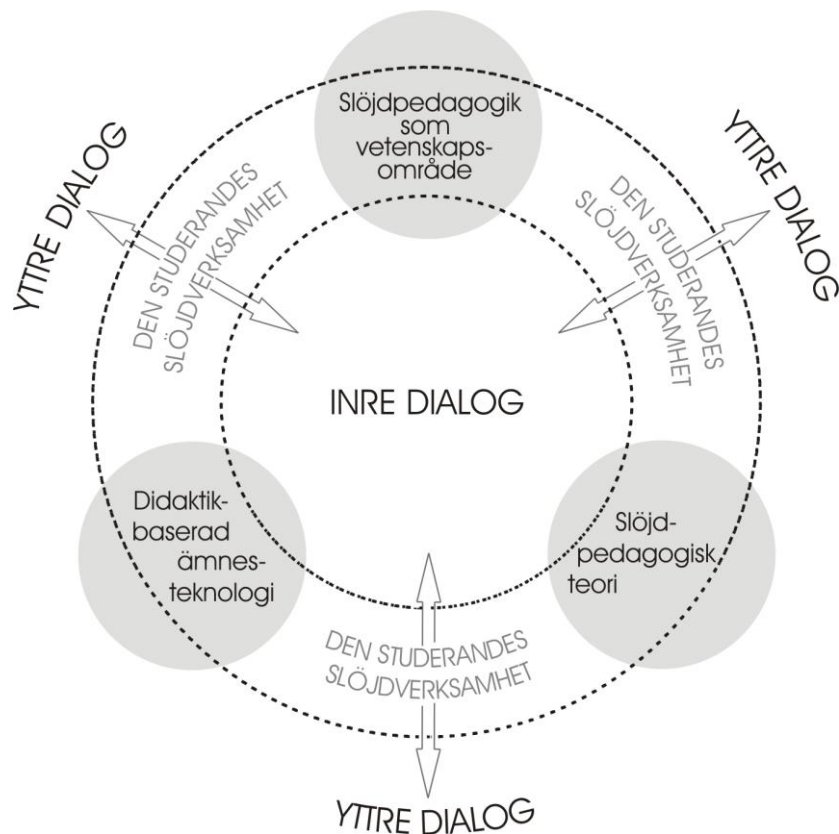 Slöjdpedagogik
som
vetenskaps-
område
YTTRE DIALOG
DEN STUDERANDES
SLÖJDVERKSAMHET
DEN STUDERANDES
SLÖJDVERKSAMHET
YTTRE DIALOG
INRE DIALOG
Didaktik-
baserad
ämnes-
teknologi
Slöjd-
pedagogisk
teori
DEN STUDERANDES
SLÖJDVERKSAMHET
YTTRE DIALOG